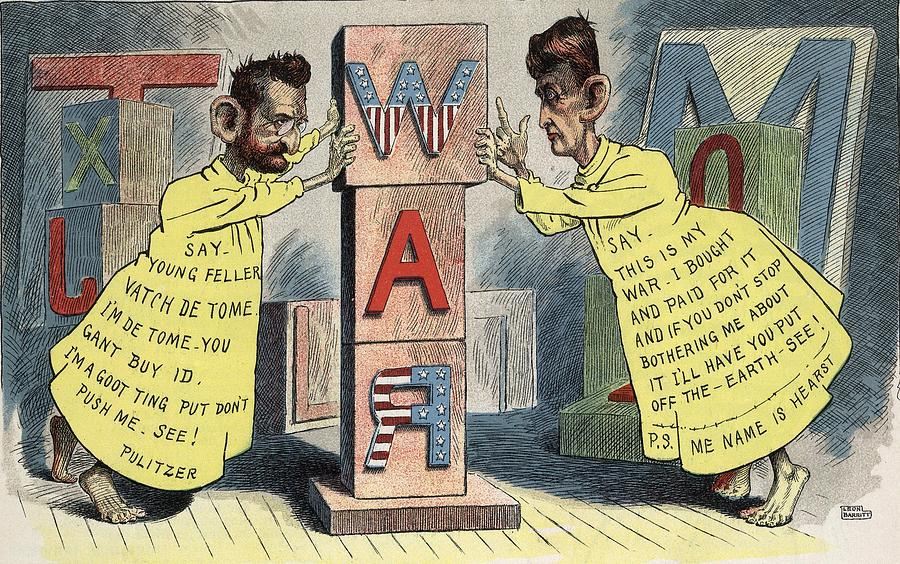 T
X
J
W
A
Я
M
SAY-
YOUNG FELLER
VATCH DE TOME.
I'M DE TOME-YOU
GANT BUY ID,
I'M A GOOT TING PUT DON'T
PUSH ME- SEE!
PULITZER
SAY-
THIS IS MY
WAR-I BOUGHT
AND PAID FOR IT
AND IF YOU DON'T STOP
BOTHERING ME ABOUT
IT I'LL HAVE YOU PUT
OFF THE-EARTH-SEE!
P.S. ME NAME IS HEARST
LEON
BARRITT